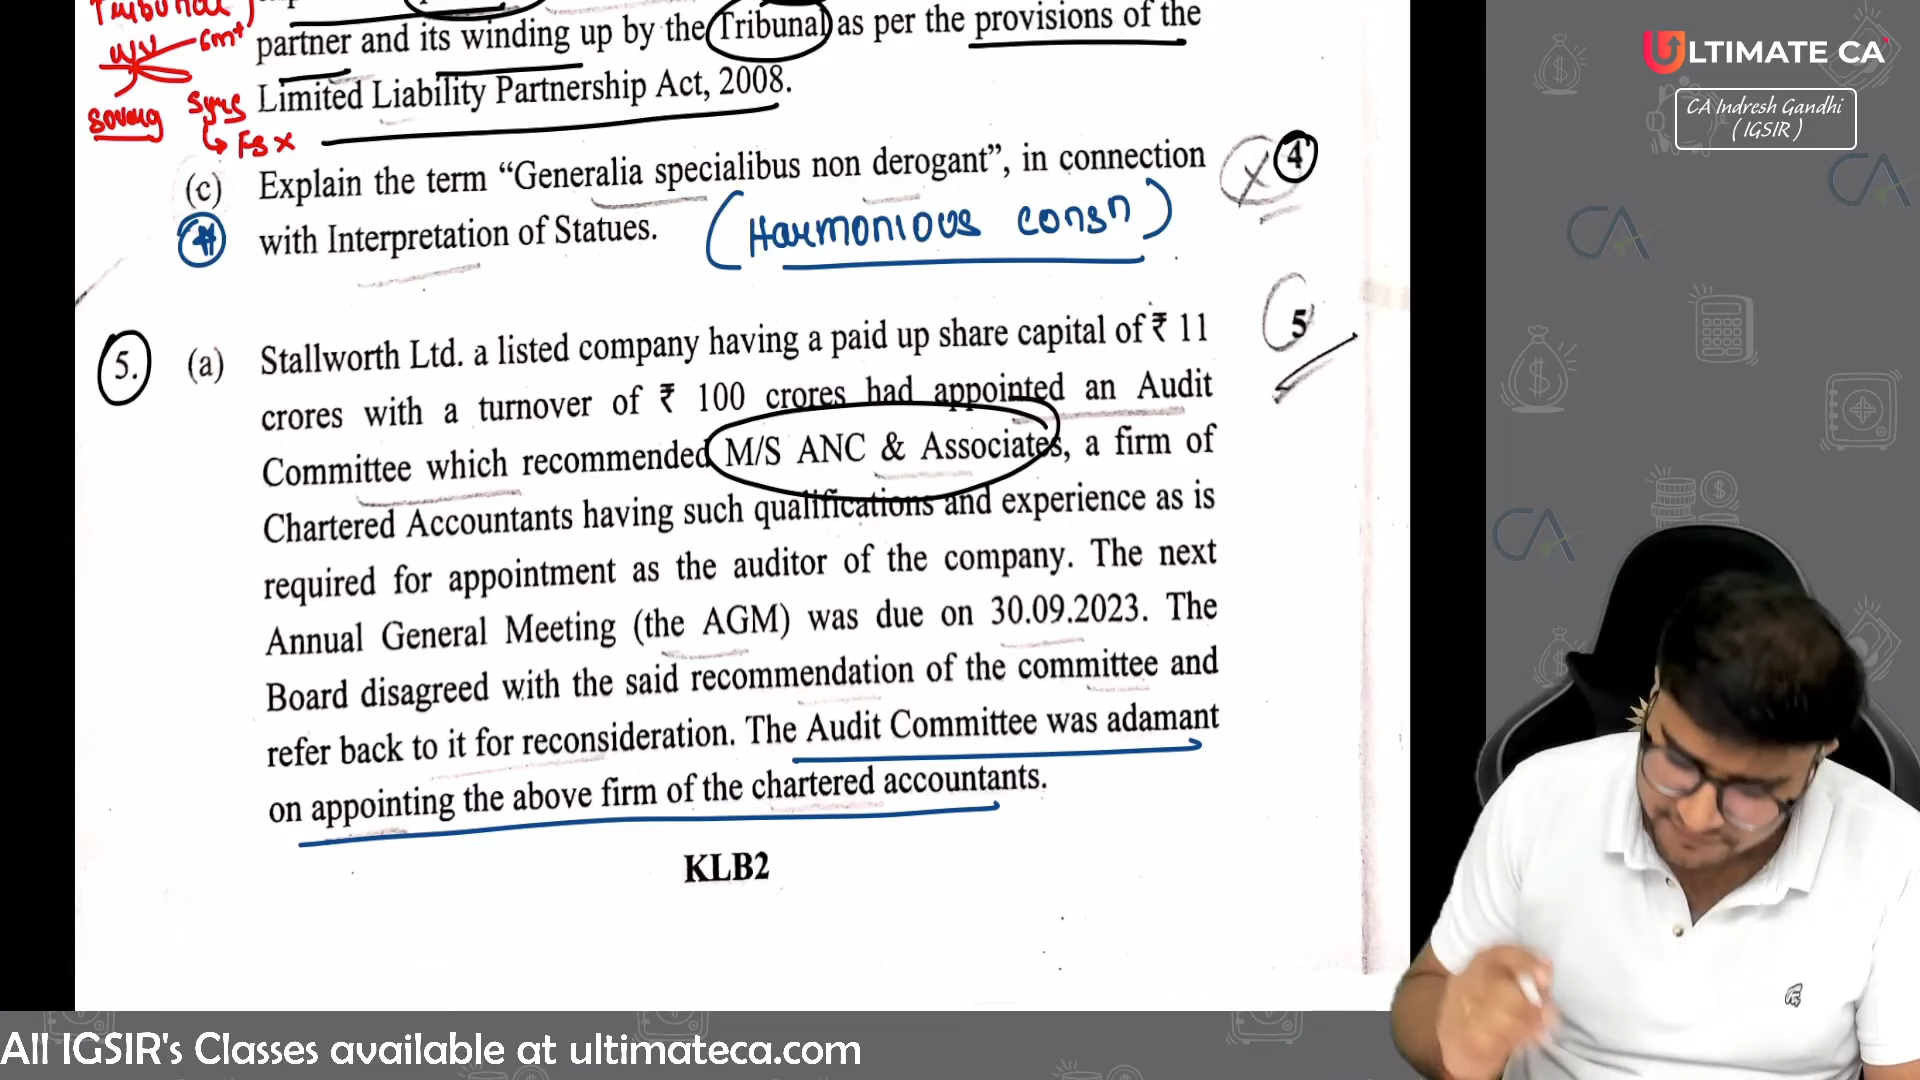 Tribunal
partner and its winding up by the Tribunal as per the provisions of the
Limited Liability Partnership Act, 2008.
6mt
FS x
(c) Explain the term “Generalia specialibus non derogant”, in connection 4
with Interpretation of Statues. (Harmonious consn)
5. (a) Stallworth Ltd. a listed company having a paid up share capital of ₹ 11 5
crores with a turnover of ₹ 100 crores had appointed an Audit
Committee which recommended M/S ANC & Associates, a firm of
Chartered Accountants having such qualifications and experience as is
required for appointment as the auditor of the company. The next
Annual General Meeting (the AGM) was due on 30.09.2023. The
Board disagreed with the said recommendation of the committee and
refer back to it for reconsideration. The Audit Committee was adamant
on appointing the above firm of the chartered accountants.
KLB2
ULTIMATE CA
CA Indresh Gandhi
( IGSIR )
CA
CA
CA
All IGSIR's Classes available at ultimateca.com